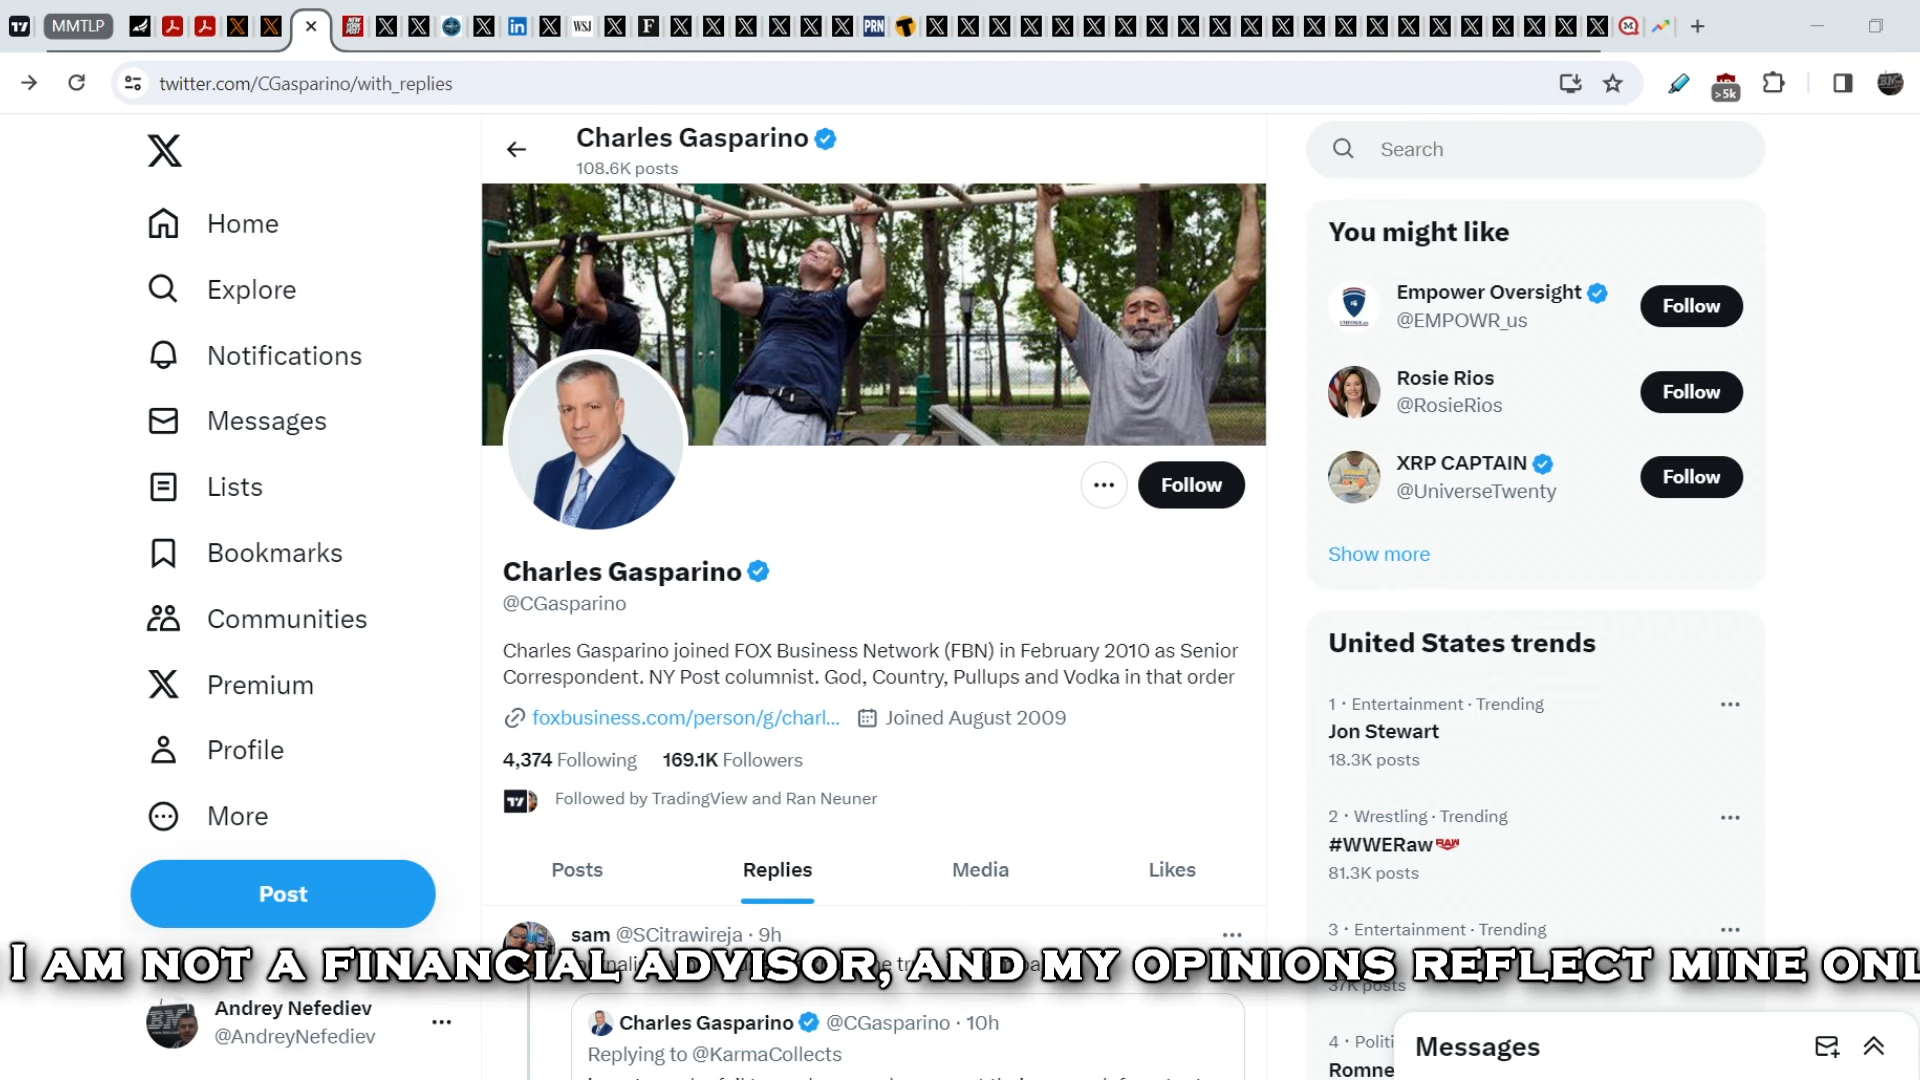 MMTLP
twitter.com/CGasparino/with_replies
>5k
Home
Explore
Notifications
Messages
Lists
Bookmarks
Communities
Premium
Profile
More
Post
Andrey Nefediev
@AndreyNefediev
Charles Gasparino
108.6K posts
Follow
Charles Gasparino
@CGasparino
Charles Gasparino joined FOX Business Network (FBN) in February 2010 as Senior
Correspondent. NY Post columnist. God, Country, Pullups and Vodka in that order
foxbusiness.com/person/g/charl... Joined August 2009
4,374 Following 169.1K Followers
Followed by TradingView and Ran Neuner
Posts Replies Media Likes
sam @SCitrawireja · 9h
I AM NOT A FINANCIAL ADVISOR, AND MY OPINIONS REFLECT MINE ONL
Charles Gasparino @CGasparino · 10h
Replying to @KarmaCollects
Search
You might like
Empower Oversight
@EMPOWR_us
Follow
Rosie Rios
@RosieRios
Follow
XRP CAPTAIN
@UniverseTwenty
Follow
Show more
United States trends
1 · Entertainment · Trending
Jon Stewart
18.3K posts
2 · Wrestling · Trending
#WWERaw
81.3K posts
3 · Entertainment · Trending
37K posts
4 · Politi
Romne
Messages